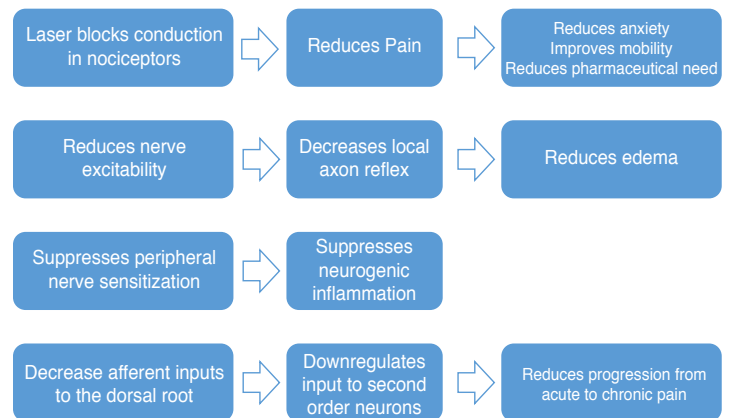 Laser blocks conduction
in nociceptors
Reduces Pain
Reduces anxiety
Improves mobility
Reduces pharmaceutical need
Reduces nerve
excitability
Decreases local
axon reflex
Reduces edema
Suppresses peripheral
nerve sensitization
Suppresses
neurogenic
inflammation
Decrease afferent inputs
to the dorsal root
Downregulates
input to second
order neurons
Reduces progression from
acute to chronic pain